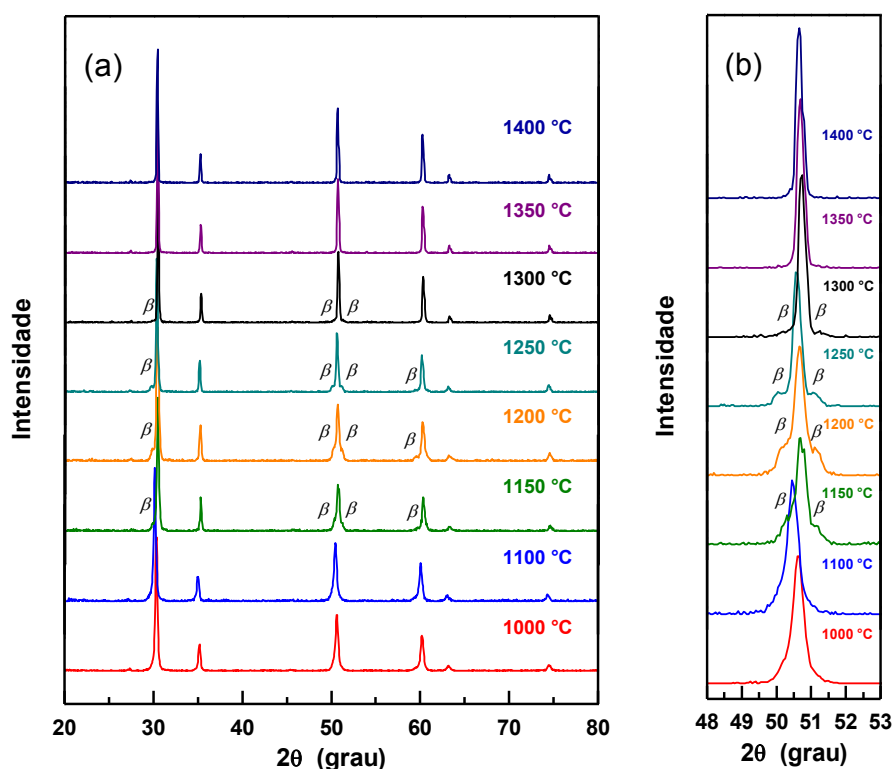 (a)
1400 °C
1350 °C
1300 °C
β β β
1250 °C
β β β β
1200 °C
β β β β
1150 °C
β β β β
1100 °C
1000 °C
Intensidade
20 30 40 50 60 70 80
2θ (grau)
(b)
1400 °C
1350 °C
1300 °C
β β
1250 °C
β β
1200 °C
β β
1150 °C
1100 °C
1000 °C
Intensidade
48 49 50 51 52 53
2θ (grau)